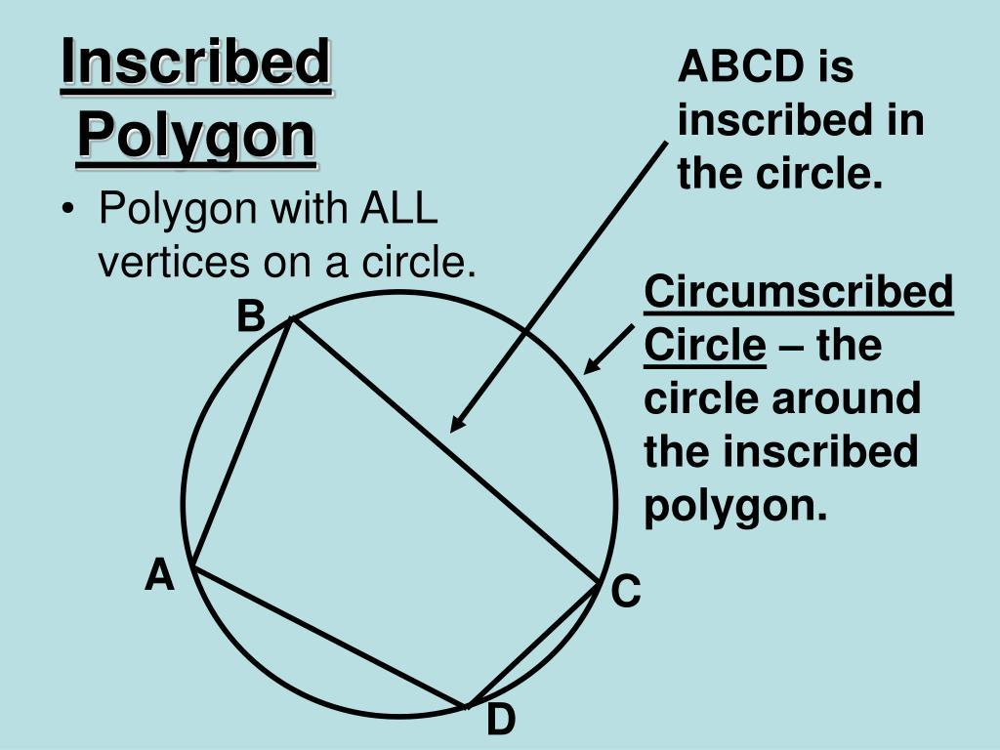 Inscribed
Polygon
• Polygon with ALL
vertices on a circle.
ABCD is
inscribed in
the circle.
Circumscribed
Circle – the
circle around
the inscribed
polygon.
B
A
C
D